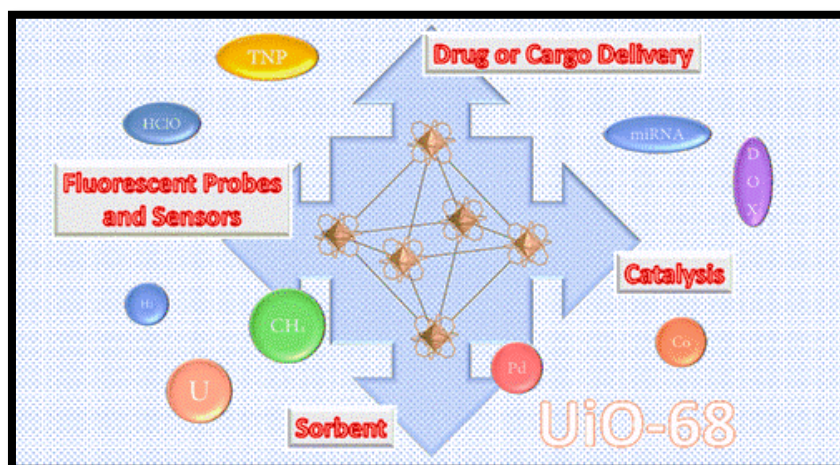 TNP
Drug or Cargo Delivery
HClO
miRNA
DOX
Fluorescent Probes
and Sensors
Catalysis
H₂
CH₄
Co
Pd
U
Sorbent
UiO-68